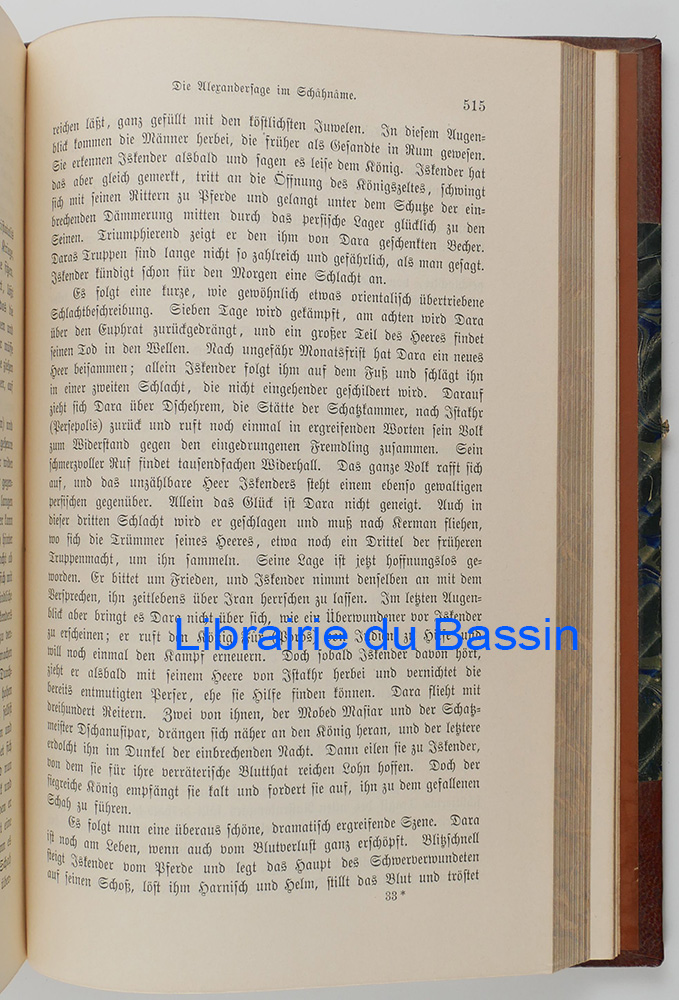 Die Alexandersage im Schâhnâme.
515
reichen läßt, ganz gefüllt mit den köstlichsten Juwelen. In diesem Augen-
blick kommen die Männer herbei, die früher als Gesandte in Rum gewesen.
Sie erkennen Iskender alsbald und sagen es leise dem König. Iskender hat
das aber gleich gemerkt, tritt an die Öffnung des Königszeltes, schwingt
sich mit seinen Rittern zu Pferde und gelangt unter dem Schutze der ein-
brechenden Dämmerung mitten durch das persische Lager glücklich zu den
Seinen. Triumphierend zeigt er den ihm von Dara geschenkten Becher.
Daras Truppen sind lange nicht so zahlreich und gefährlich, als man gesagt.
Iskender kündigt schon für den Morgen eine Schlacht an.
Es folgt eine kurze, wie gewöhnlich etwas orientalisch übertriebene
Schlachtbeschreibung. Sieben Tage wird gekämpft, am achten wird Dara
über den Euphrat zurückgedrängt, und ein großer Teil des Heeres findet
seinen Tod in den Wellen. Nach ungefähr Monatsfrist hat Dara ein neues
Heer beisammen; allein Iskender folgt ihm auf dem Fuß und schlägt ihn
in einer zweiten Schlacht, die nicht eingehender geschildert wird. Darauf
zieht sich Dara über Dschehrem, die Stätte der Schatzkammer, nach Istakhr
(Persepolis) zurück und ruft noch einmal in ergreifenden Worten sein Volk
zum Widerstand gegen den eingedrungenen Fremdling zusammen. Sein
schmerzvoller Ruf findet tausendfachen Widerhall. Das ganze Volk rafft sich
auf, und das unzählbare Heer Iskenders steht einem ebenso gewaltigen
persischen gegenüber. Allein das Glück ist Dara nicht geneigt. Auch in
dieser dritten Schlacht wird er geschlagen und muß nach Kerman fliehen,
wo sich die Trümmer seines Heeres, etwa noch ein Drittel der früheren
Truppenmacht, um ihn sammeln. Seine Lage ist jetzt hoffnungslos ge-
worden. Er bittet um Frieden, und Iskender nimmt denselben an mit dem
Versprechen, ihn zeitlebens über Iran herrschen zu lassen. Im letzten Augen-
blick aber bringt es Dara nicht über sich, wie ein Überwundner vor Iskender
zu erscheinen; er ruft den König Fur (Poros) von Indien zu Hilf und
will noch einmal den Kampf erneuern. Doch sobald Iskender davon hört,
zieht er alsbald mit seinem Heere von Istakhr herbei und vernichtet die
bereits entmutigten Perser, ehe sie Hilfe finden können. Dara flieht mit
dreihundert Reitern. Zwei von ihnen, der Mobed Masiar und der Schatz-
meister Dschanusipar, drängen sich näher an den König heran, und der letztere
erdolcht ihn im Dunkel der einbrechenden Nacht. Dann eilen sie zu Iskender,
von dem sie für ihre verräterische Blutthat reichen Lohn hoffen. Doch der
siegreiche König empfängt sie kalt und fordert sie auf, ihn zu dem gefallenen
Schah zu führen.
Es folgt nun eine überaus schöne, dramatisch ergreifende Szene. Dara
ist noch am Leben, wenn auch vom Blutverlust ganz erschöpft. Blitzschnell
steigt Iskender vom Pferde und legt das Haupt des Schwerverwundeten
auf seinen Schoß, löst ihm Harnisch und Helm, stillt das Blut und tröstet
33*
Librairie du Bassin